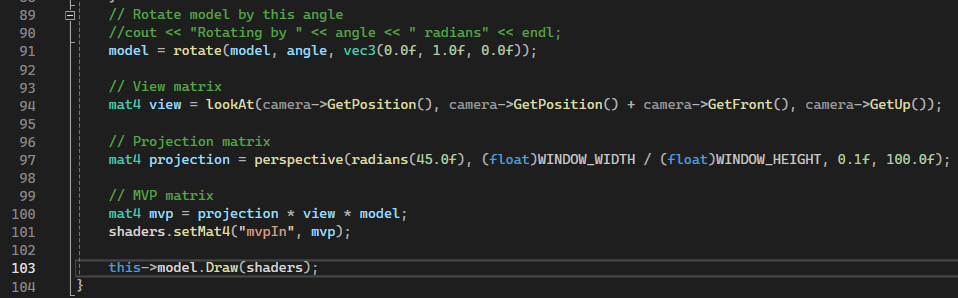 89 // Rotate model by this angle
90 //cout << "Rotating by " << angle << " radians" << endl;
91 model = rotate(model, angle, vec3(0.0f, 1.0f, 0.0f));
92
93 // View matrix
94 mat4 view = lookAt(camera->GetPosition(), camera->GetPosition() + camera->GetFront(), camera->GetUp());
95
96 // Projection matrix
97 mat4 projection = perspective(radians(45.0f), (float)WINDOW_WIDTH / (float)WINDOW_HEIGHT, 0.1f, 100.0f);
98
99 // MVP matrix
100 mat4 mvp = projection * view * model;
101 shaders.setMat4("mvpIn", mvp);
102
103 this->model.Draw(shaders);
104 }